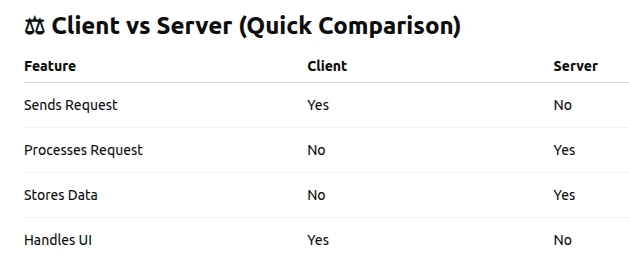 ⚖ Client vs Server (Quick Comparison)
Feature Client Server
Sends Request Yes No
Processes Request No Yes
Stores Data No Yes
Handles UI Yes No